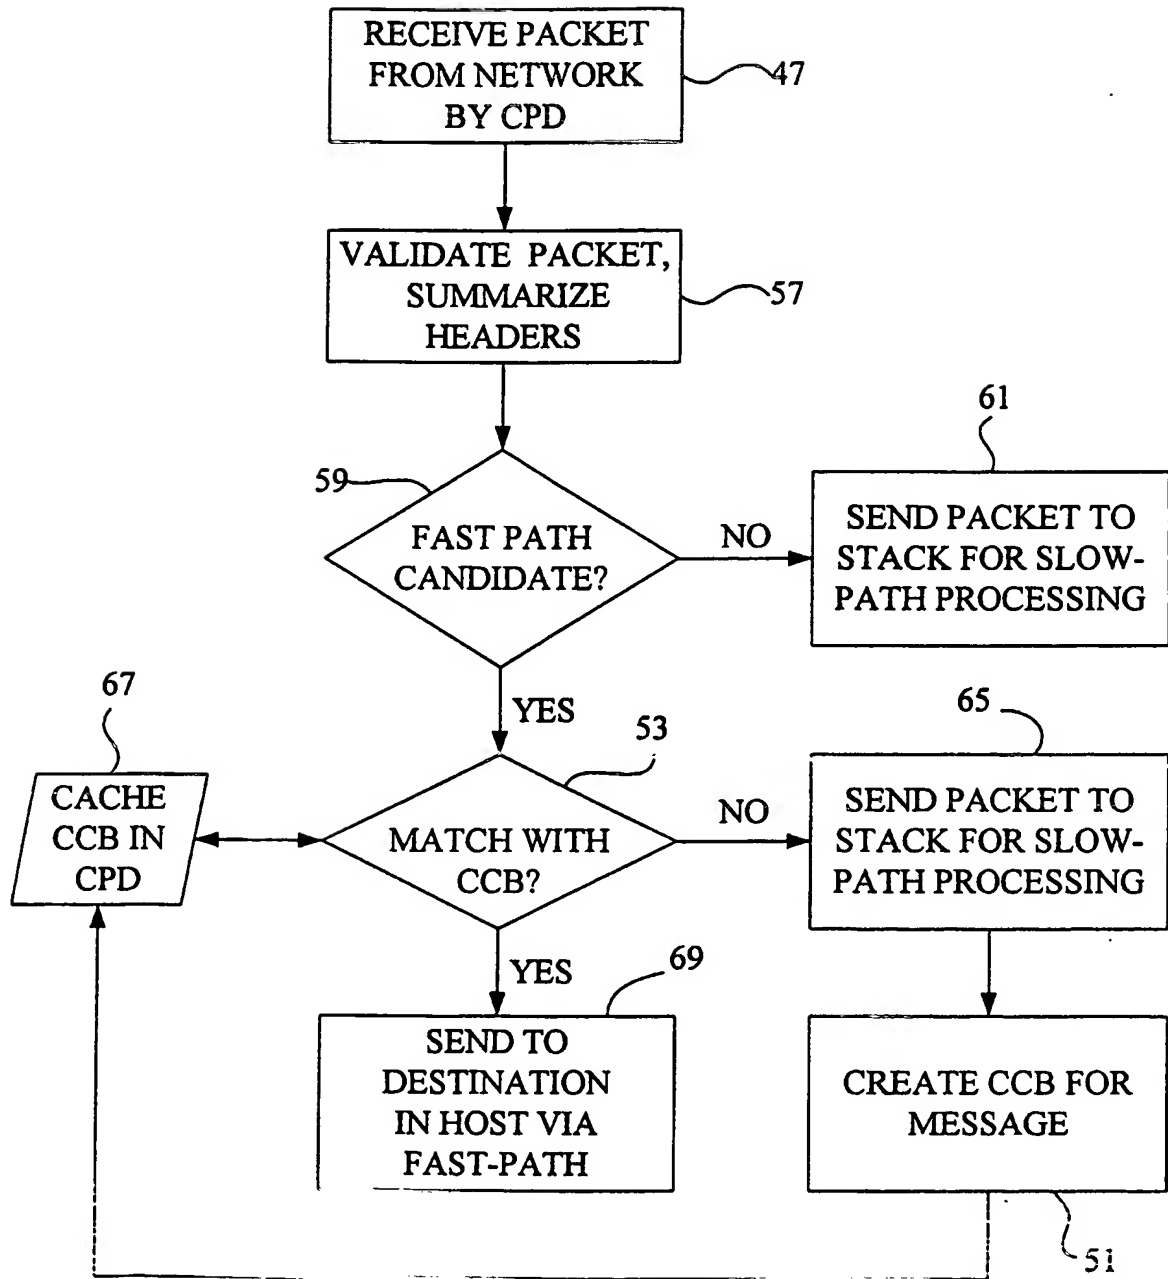 RECEIVE PACKET
FROM NETWORK
BY CPD
47
VALIDATE PACKET,
SUMMARIZE
HEADERS
57
59
FAST PATH
CANDIDATE?
NO
61
SEND PACKET TO
STACK FOR SLOW-
PATH PROCESSING
YES
67
CACHE
CCB IN
CPD
53
MATCH WITH
CCB?
NO
65
SEND PACKET TO
STACK FOR SLOW-
PATH PROCESSING
YES
69
SEND TO
DESTINATION
IN HOST VIA
FAST-PATH
CREATE CCB FOR
MESSAGE
51